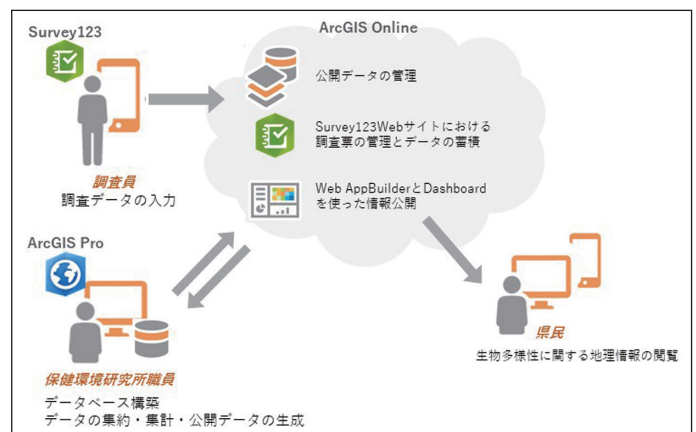 Survey123
調査員
調査データの入力
ArcGIS Online
公開データの管理
Survey123Webサイトにおける
調査票の管理とデータの蓄積
Web AppBuilderとDashboard
を使った情報公開
ArcGIS Pro
保健環境研究所職員
データベース構築
データの集約・集計・公開データの生成
県民
生物多様性に関する地理情報の閲覧